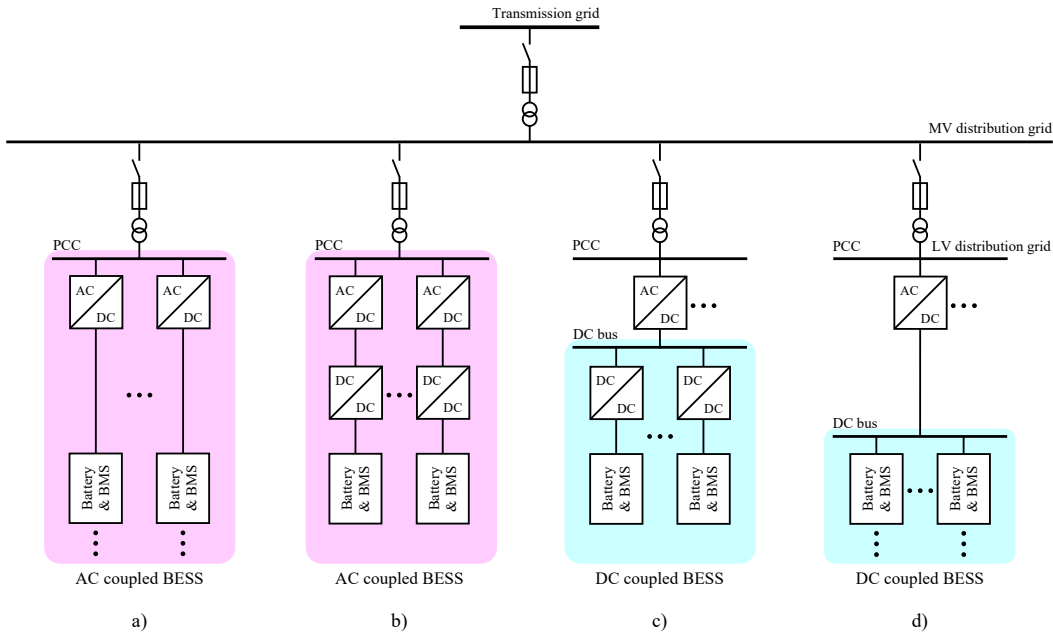 Transmission grid
MV distribution grid
PCC
PCC
PCC
PCC
LV distribution grid
AC
DC
AC
DC
AC
DC
AC
DC
AC
DC
AC
DC
DC bus
DC
DC
DC
DC
DC
DC
DC
DC
DC bus
Battery
& BMS
Battery
& BMS
Battery
& BMS
Battery
& BMS
Battery
& BMS
Battery
& BMS
Battery
& BMS
Battery
& BMS
AC coupled BESS
AC coupled BESS
DC coupled BESS
DC coupled BESS
a)
b)
c)
d)